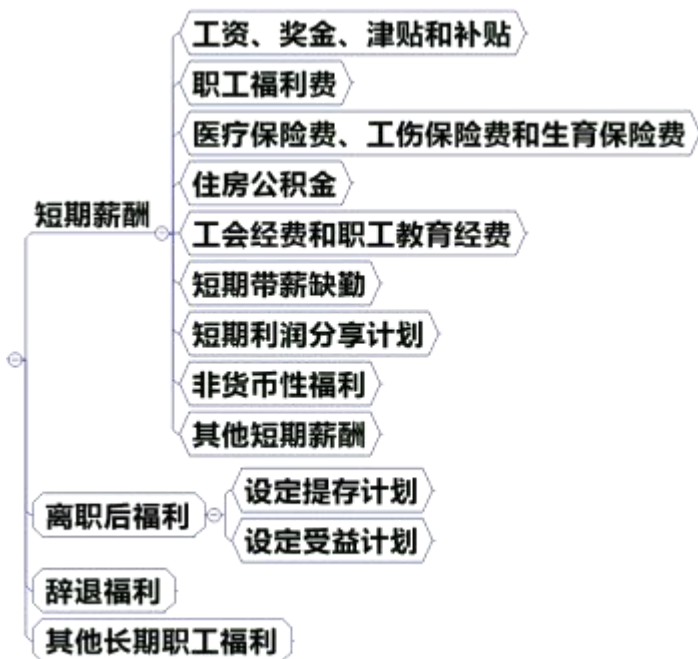 工资、奖金、津贴和补贴
职工福利费
医疗保险费、工伤保险费和生育保险费
住房公积金
短期薪酬
工会经费和职工教育经费
短期带薪缺勤
短期利润分享计划
非货币性福利
其他短期薪酬
设定提存计划
离职后福利
设定受益计划
辞退福利
其他长期职工福利